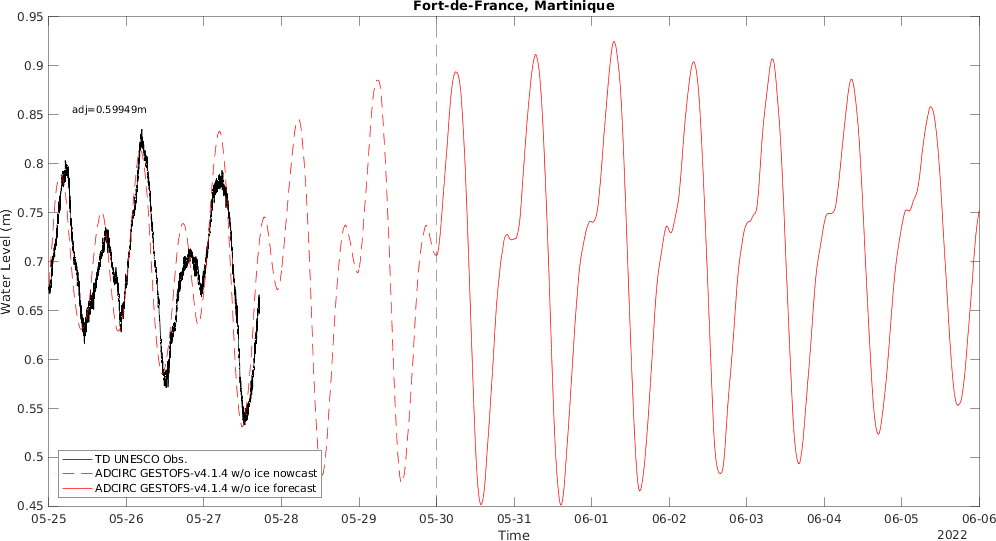 Fort-de-France, Martinique
0.95
0.9
0.85
0.8
0.75
0.7
0.65
0.6
0.55
0.5
0.45
Water Level (m)
adj=0.59949m
TD UNESCO Obs.
ADCIRC GESTOFS-v4.1.4 w/o ice nowcast
ADCIRC GESTOFS-v4.1.4 w/o ice forecast
05-25 05-26 05-27 05-28 05-29 05-30 05-31 06-01 06-02 06-03 06-04 06-05 06-06
Time
2022